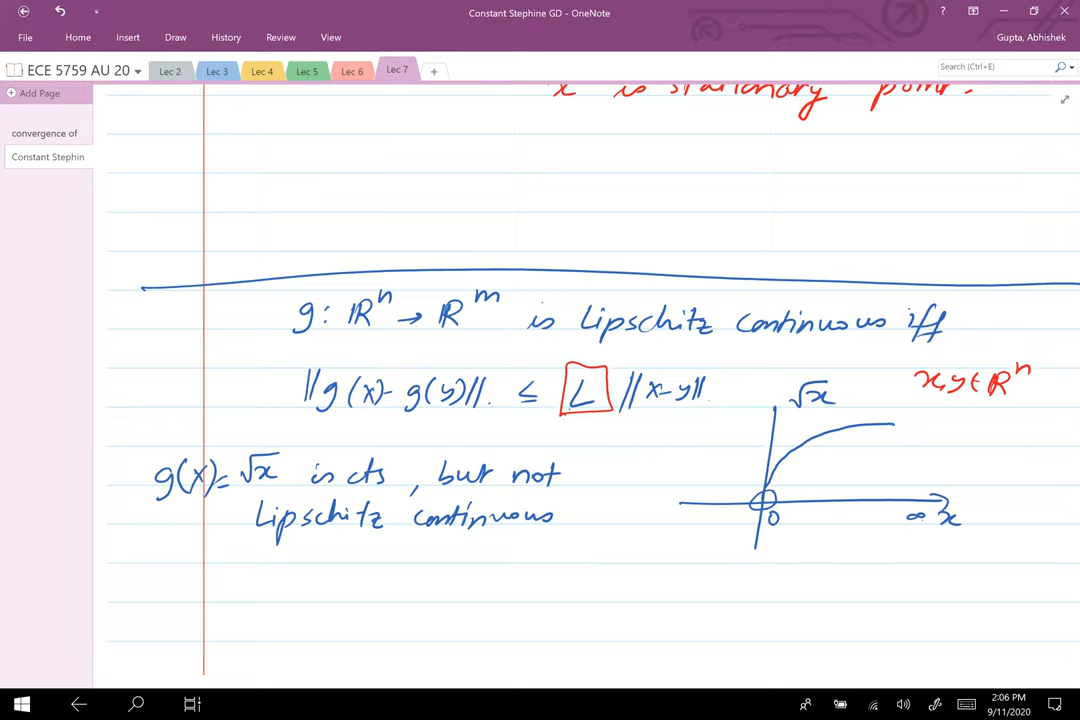 Constant Stephine GD - OneNote
File Home Insert Draw History Review View
Gupta, Abhishek
ECE 5759 AU 20
Lec 2 Lec 3 Lec 4 Lec 5 Lec 6 Lec 7
Search (Ctrl+E)
Add Page
convergence of
Constant Stephin
x is stationary point.
g: ℝⁿ → ℝᵐ is Lipschitz continuous iff
||g(x)- g(y)|| ≤ L ||x-y||
x,y ∈ ℝⁿ
√x
g(x)= √x is cts, but not
Lipschitz continuous
0
∞ x
2:06 PM
9/11/2020